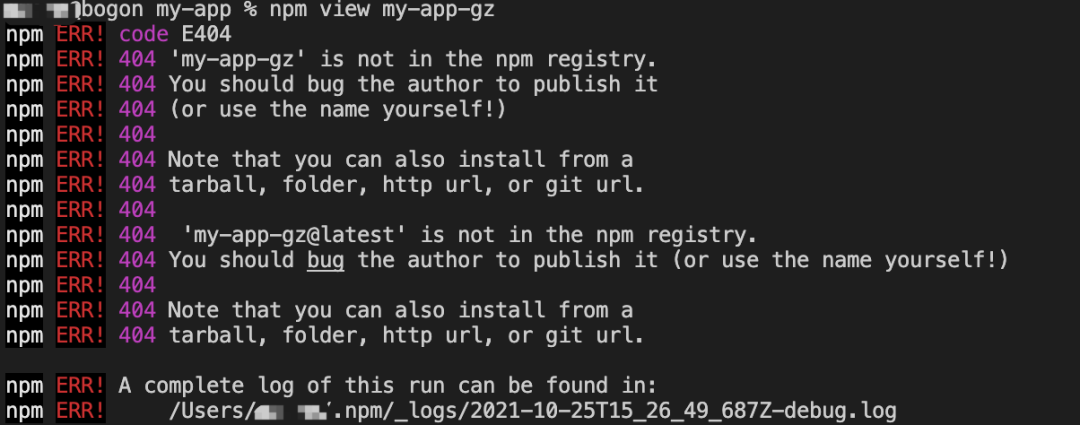 @bogon my-app % npm view my-app-gz
npm ERR! code E404
npm ERR! 404 'my-app-gz' is not in the npm registry.
npm ERR! 404 You should bug the author to publish it
npm ERR! 404 (or use the name yourself!)
npm ERR! 404
npm ERR! 404 Note that you can also install from a
npm ERR! 404 tarball, folder, http url, or git url.
npm ERR! 404
npm ERR! 404  'my-app-gz@latest' is not in the npm registry.
npm ERR! 404 You should bug the author to publish it (or use the name yourself!)
npm ERR! 404
npm ERR! 404 Note that you can also install from a
npm ERR! 404 tarball, folder, http url, or git url.
npm ERR! A complete log of this run can be found in:
npm ERR!     /Users/ .npm/_logs/2021-10-25T15_26_49_687Z-debug.log